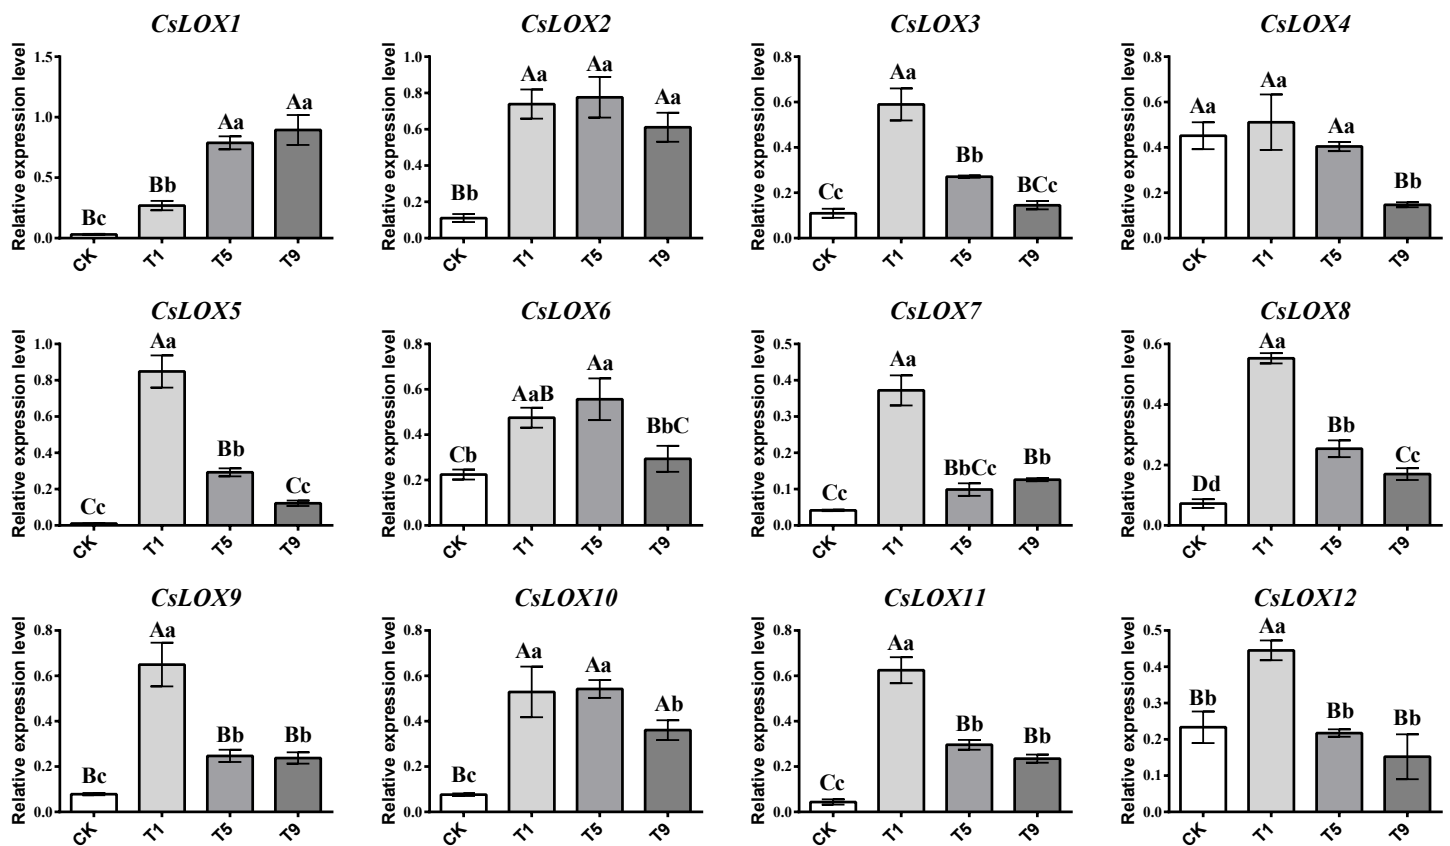 CsLOX1
Relative expression level
1.5
1.0
0.5
0.0
Bc
Bb
Aa
Aa
CK
T1
T5
T9
CsLOX2
Relative expression level
1.0
0.8
0.6
0.4
0.2
0.0
Bb
Aa
Aa
Aa
CK
T1
T5
T9
CsLOX3
Relative expression level
0.8
0.6
0.4
0.2
0.0
Cc
Aa
Bb
BCc
CK
T1
T5
T9
CsLOX4
Relative expression level
0.8
0.6
0.4
0.2
0.0
Aa
Aa
Aa
Bb
CK
T1
T5
T9
CsLOX5
Relative expression level
1.0
0.8
0.6
0.4
0.2
0.0
Cc
Aa
Bb
Cc
CK
T1
T5
T9
CsLOX6
Relative expression level
0.8
0.6
0.4
0.2
0.0
Cb
AaB
Aa
BbC
CK
T1
T5
T9
CsLOX7
Relative expression level
0.5
0.4
0.3
0.2
0.1
0.0
Cc
Aa
BbCc
Bb
CK
T1
T5
T9
CsLOX8
Relative expression level
0.6
0.4
0.2
0.0
Dd
Aa
Bb
Cc
CK
T1
T5
T9
CsLOX9
Relative expression level
0.8
0.6
0.4
0.2
0.0
Bc
Aa
Bb
Bb
CK
T1
T5
T9
CsLOX10
Relative expression level
0.8
0.6
0.4
0.2
0.0
Bc
Aa
Aa
Ab
CK
T1
T5
T9
CsLOX11
Relative expression level
0.8
0.6
0.4
0.2
0.0
Cc
Aa
Bb
Bb
CK
T1
T5
T9
CsLOX12
Relative expression level
0.5
0.4
0.3
0.2
0.1
0.0
Bb
Aa
Bb
Bb
CK
T1
T5
T9